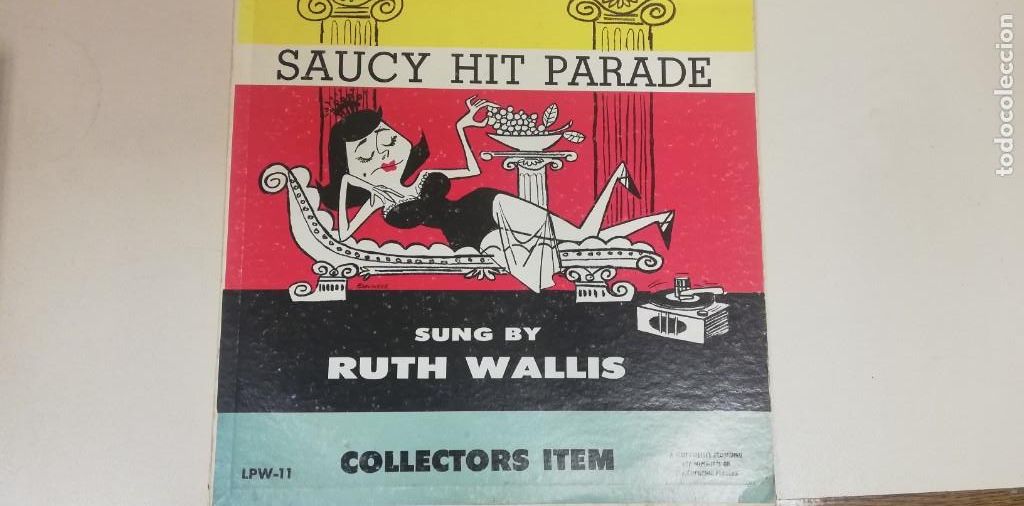 SAUCY HIT PARADE
SUNG BY
RUTH WALLIS
COLLECTORS ITEM
LPW-11
todocoleccion